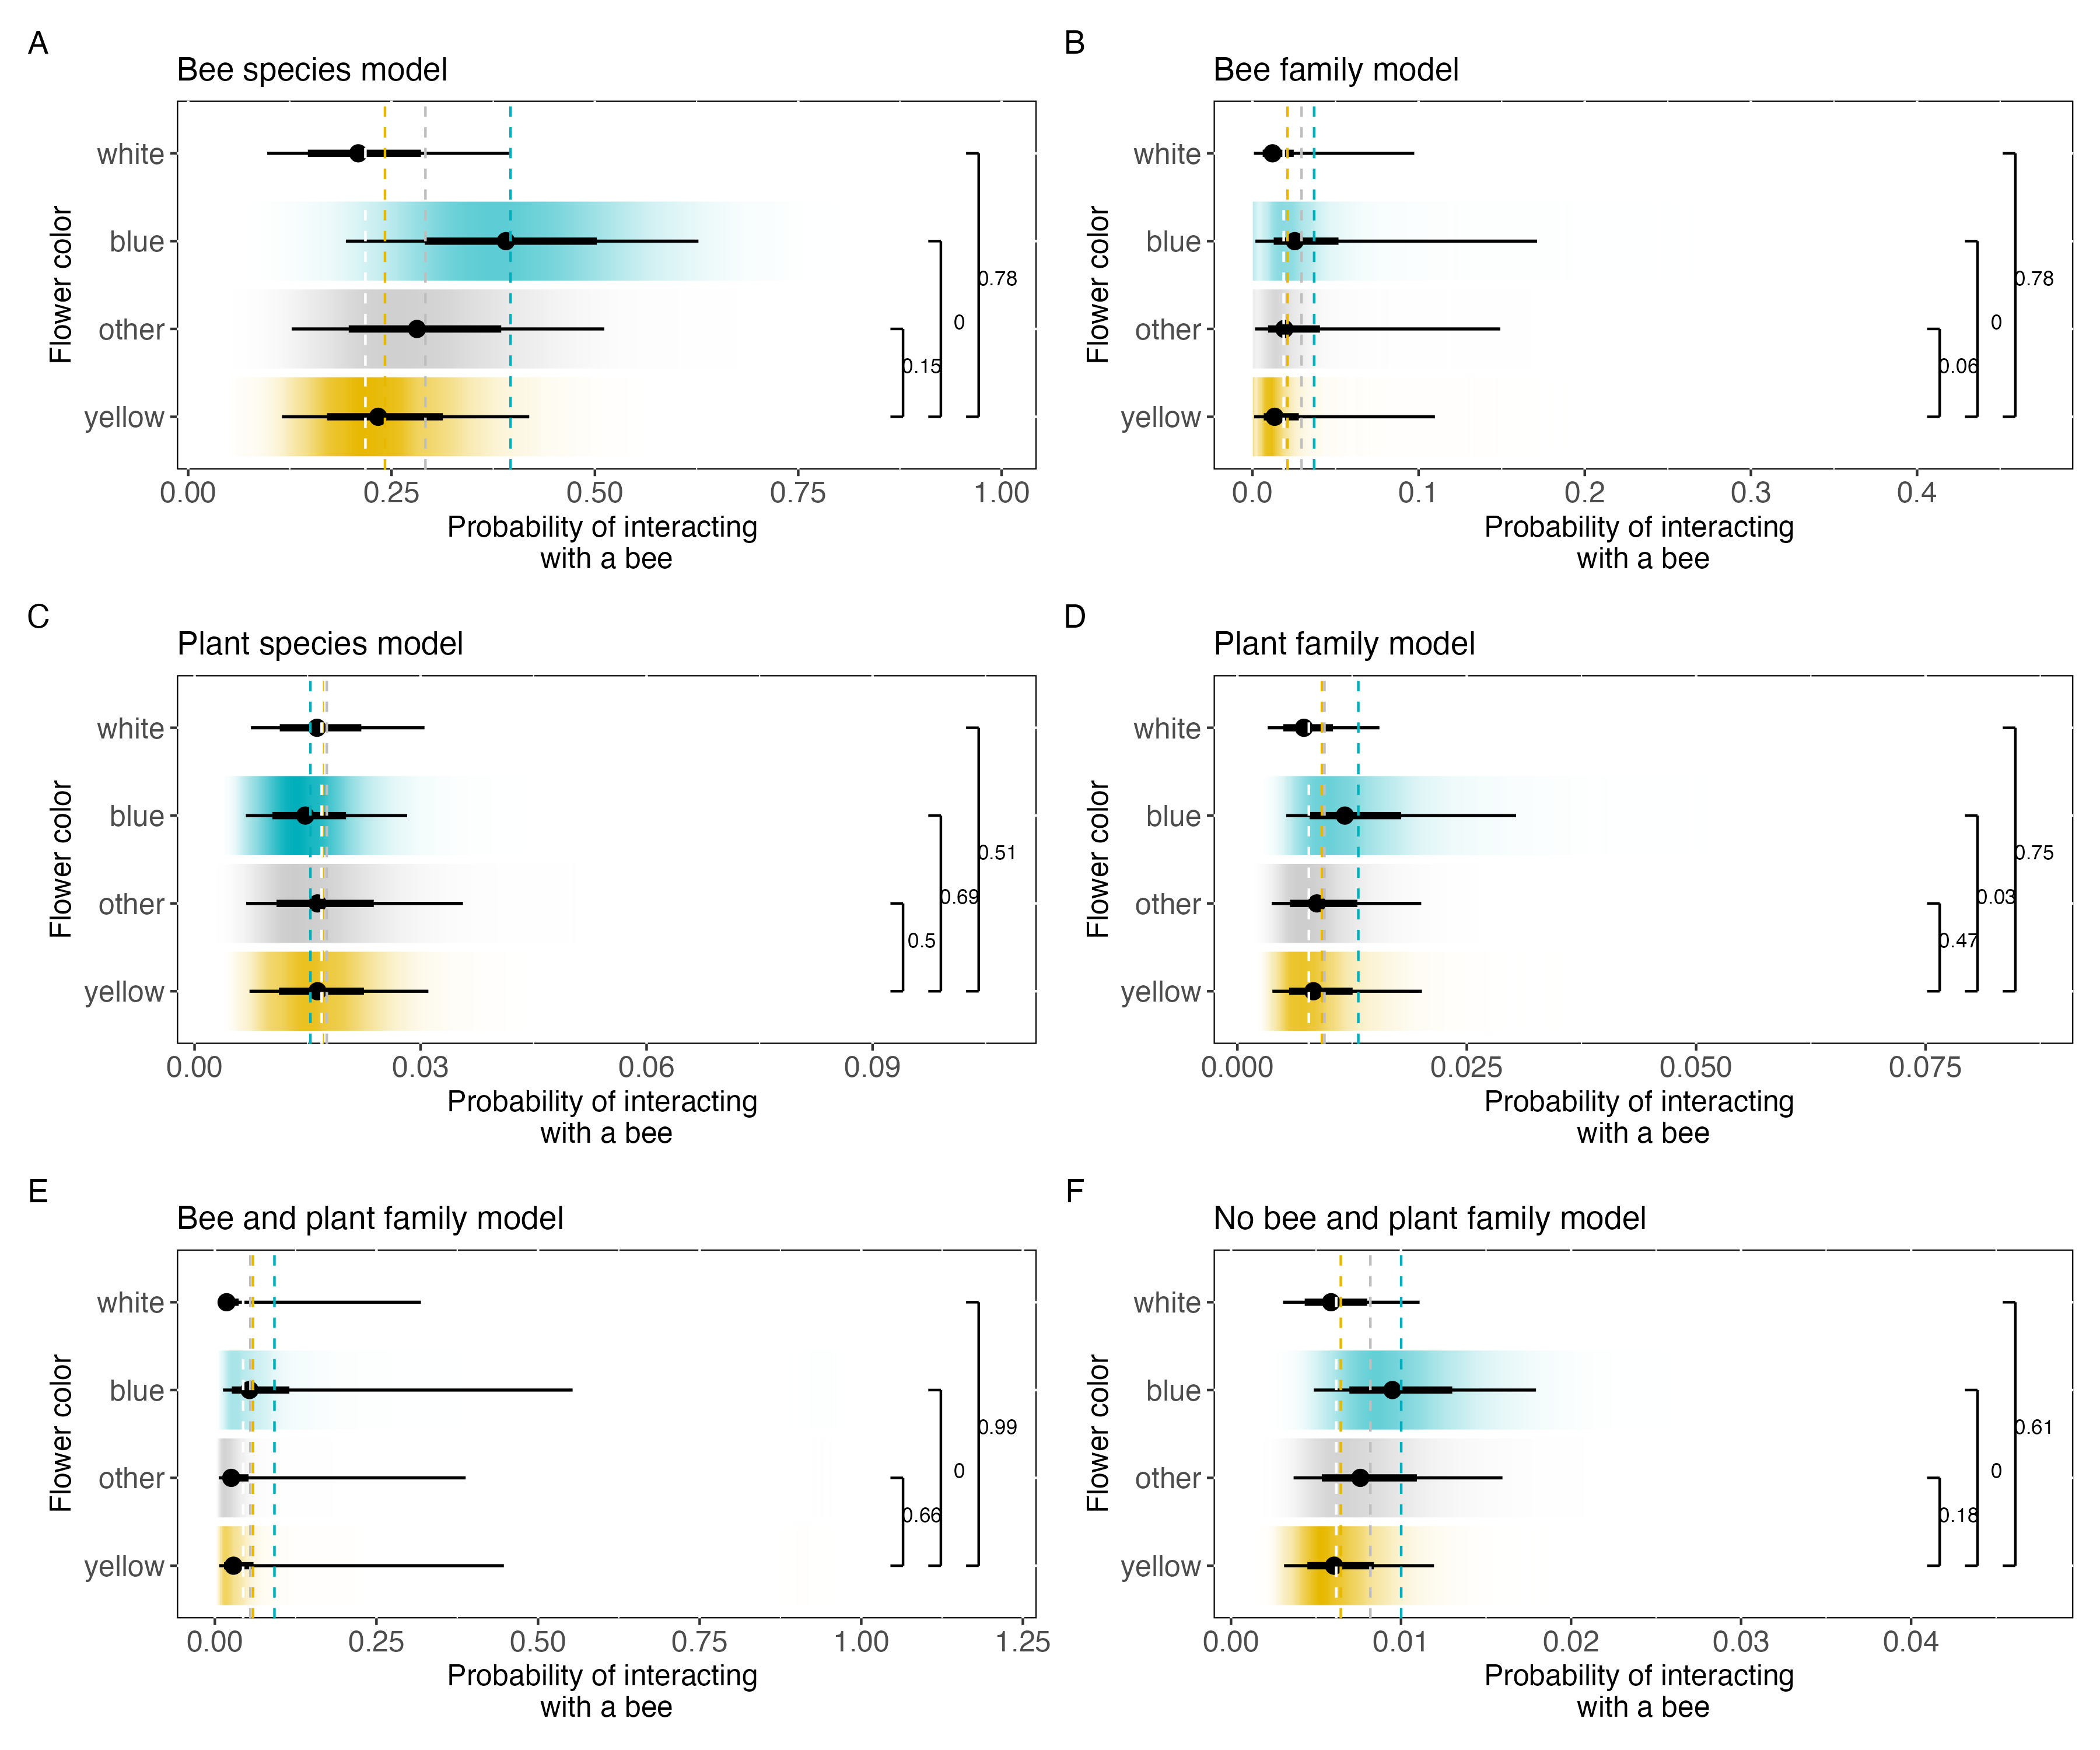 A
Bee species model
white
blue
other
yellow
Flower color
0.78
0
0.15
0.00 0.25 0.50 0.75 1.00
Probability of interacting
with a bee
B
Bee family model
white
blue
other
yellow
Flower color
0.78
0
0.06
0.0 0.1 0.2 0.3 0.4
Probability of interacting
with a bee
C
Plant species model
white
blue
other
yellow
Flower color
0.51
0.69
0.5
0.00 0.03 0.06 0.09
Probability of interacting
with a bee
D
Plant family model
white
blue
other
yellow
Flower color
0.75
0.03
0.47
0.000 0.025 0.050 0.075
Probability of interacting
with a bee
E
Bee and plant family model
white
blue
other
yellow
Flower color
0.99
0
0.66
0.00 0.25 0.50 0.75 1.00 1.25
Probability of interacting
with a bee
F
No bee and plant family model
white
blue
other
yellow
Flower color
0.61
0
0.18
0.00 0.01 0.02 0.03 0.04
Probability of interacting
with a bee